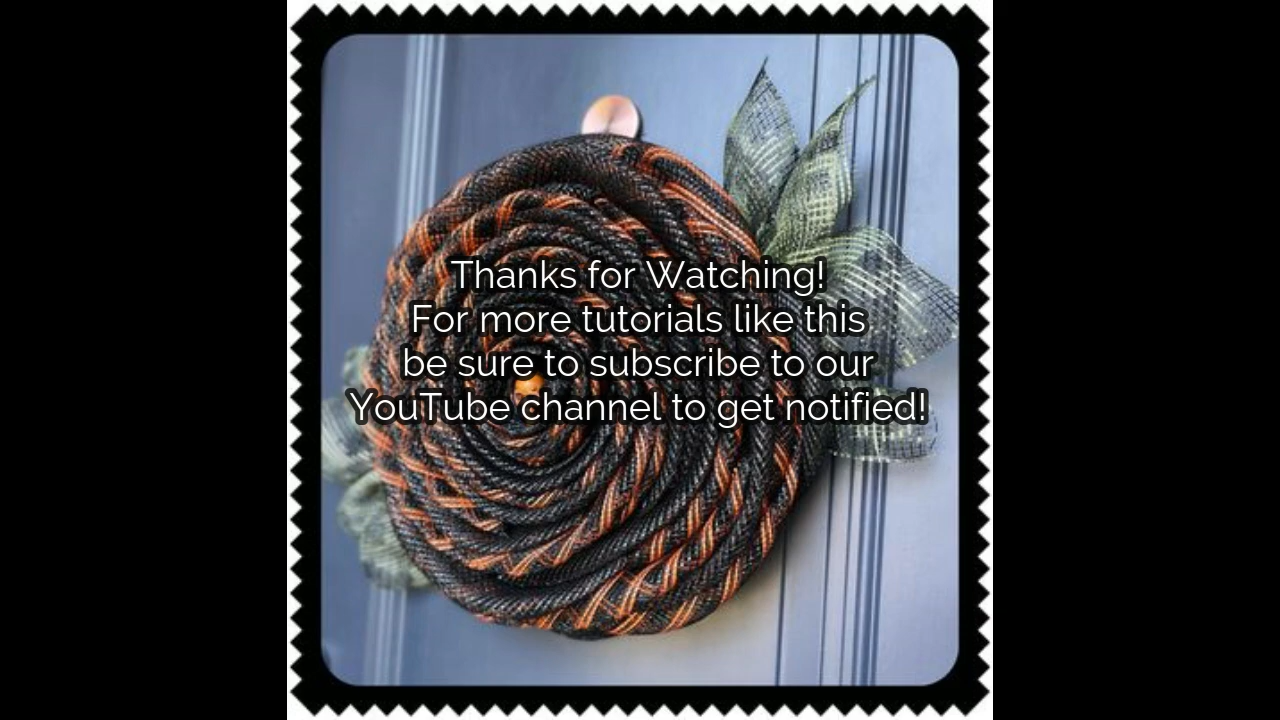 Thanks for Watching!
For more tutorials like this
be sure to subscribe to our
YouTube channel to get notified!